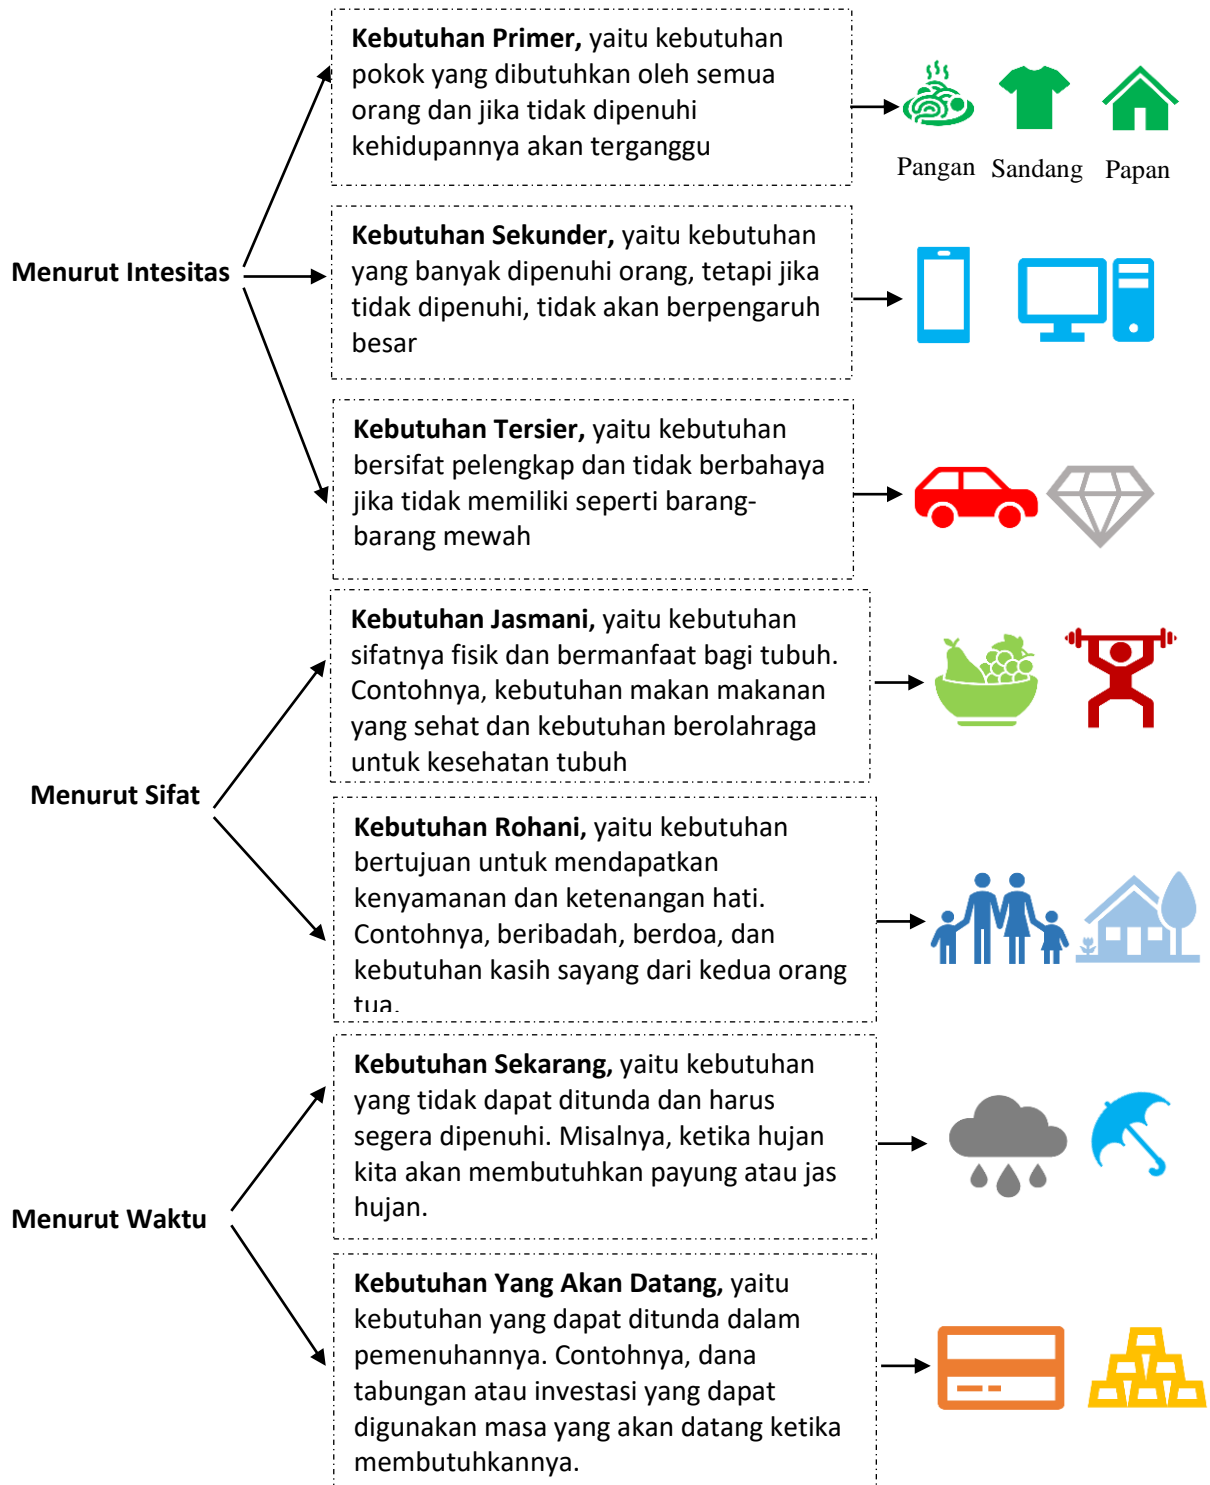 Kebutuhan Primer, yaitu kebutuhan
pokok yang dibutuhkan oleh semua
orang dan jika tidak dipenuhi
kehidupannya akan terganggu
Pangan Sandang Papan
Menurut Intesitas
Kebutuhan Sekunder, yaitu kebutuhan
yang banyak dipenuhi orang, tetapi jika
tidak dipenuhi, tidak akan berpengaruh
besar
Kebutuhan Tersier, yaitu kebutuhan
bersifat pelengkap dan tidak berbahaya
jika tidak memiliki seperti barang-
barang mewah
Menurut Sifat
Kebutuhan Jasmani, yaitu kebutuhan
sifatnya fisik dan bermanfaat bagi tubuh.
Contohnya, kebutuhan makan makanan
yang sehat dan kebutuhan berolahraga
untuk kesehatan tubuh
Kebutuhan Rohani, yaitu kebutuhan
bertujuan untuk mendapatkan
kenyamanan dan ketenangan hati.
Contohnya, beribadah, berdoa, dan
kebutuhan kasih sayang dari kedua orang
tua.
Menurut Waktu
Kebutuhan Sekarang, yaitu kebutuhan
yang tidak dapat ditunda dan harus
segera dipenuhi. Misalnya, ketika hujan
kita akan membutuhkan payung atau jas
hujan.
Kebutuhan Yang Akan Datang, yaitu
kebutuhan yang dapat ditunda dalam
pemenuhannya. Contohnya, dana
tabungan atau investasi yang dapat
digunakan masa yang akan datang ketika
membutuhkannya.